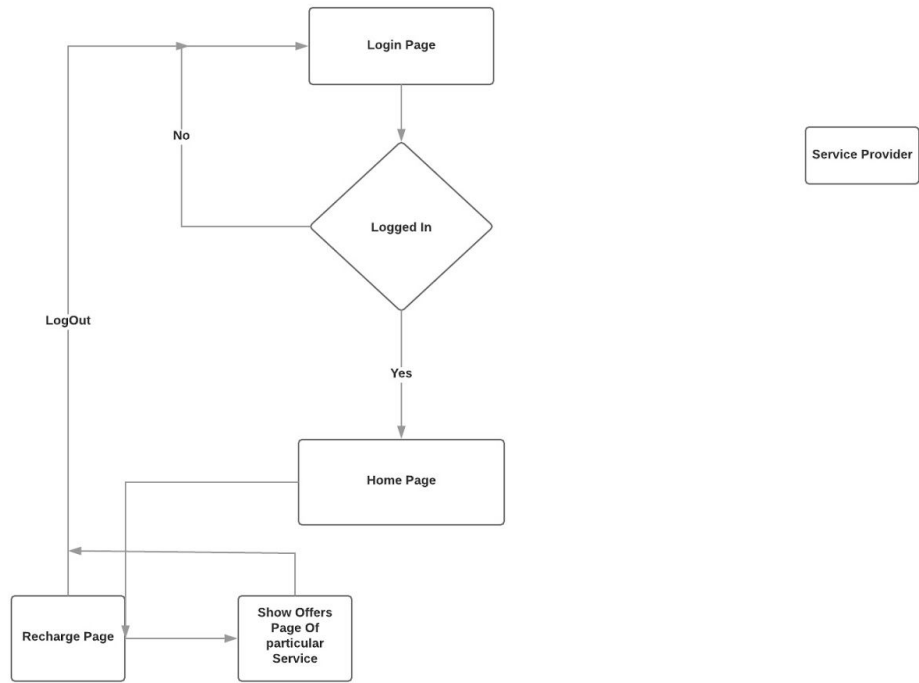 Login Page
No
Service Provider
Logged In
LogOut
Yes
Home Page
Recharge Page
Show Offers
Page Of
particular
Service